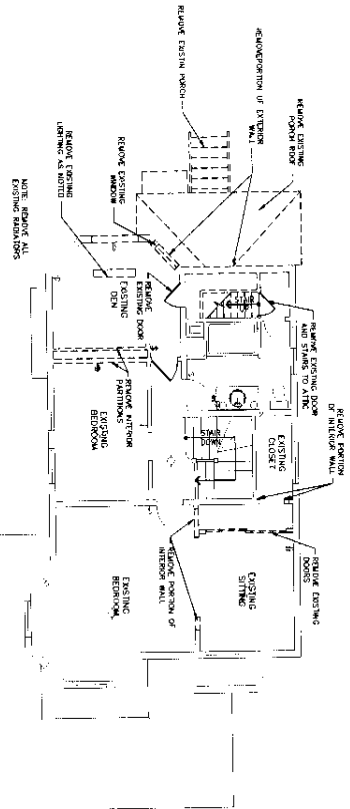 REMOVE EXISTIN PORCH
REMOVEPORTION OF EXTERIOR
WALL
REMOVE EXISTING
PORCH ROOF
REMOVE EXISTING
WINDOW
REMOVE EXISTING
LIGHTING AS NOTED
NOTE: REMOVE ALL
EXISTING RADIATORS
REMOVE
EXISTING DOOR
EXISTING
DEN
STAIR
UP
REMOVE EXISTING DOOR
AND STAIRS TO ATTIC
REMOVE PORTION
OF INTERIOR WALL
REMOVE INTERIOR
PARTITIONS
EXISTING
BEDROOM
STAIR
DOWN
EXISTING
CLOSET
REMOVE EXISTING
DOORS
REMOVE PORTION OF
INTERIOR WALL
EXISTING
SITTING
EXISTING
BEDROOM